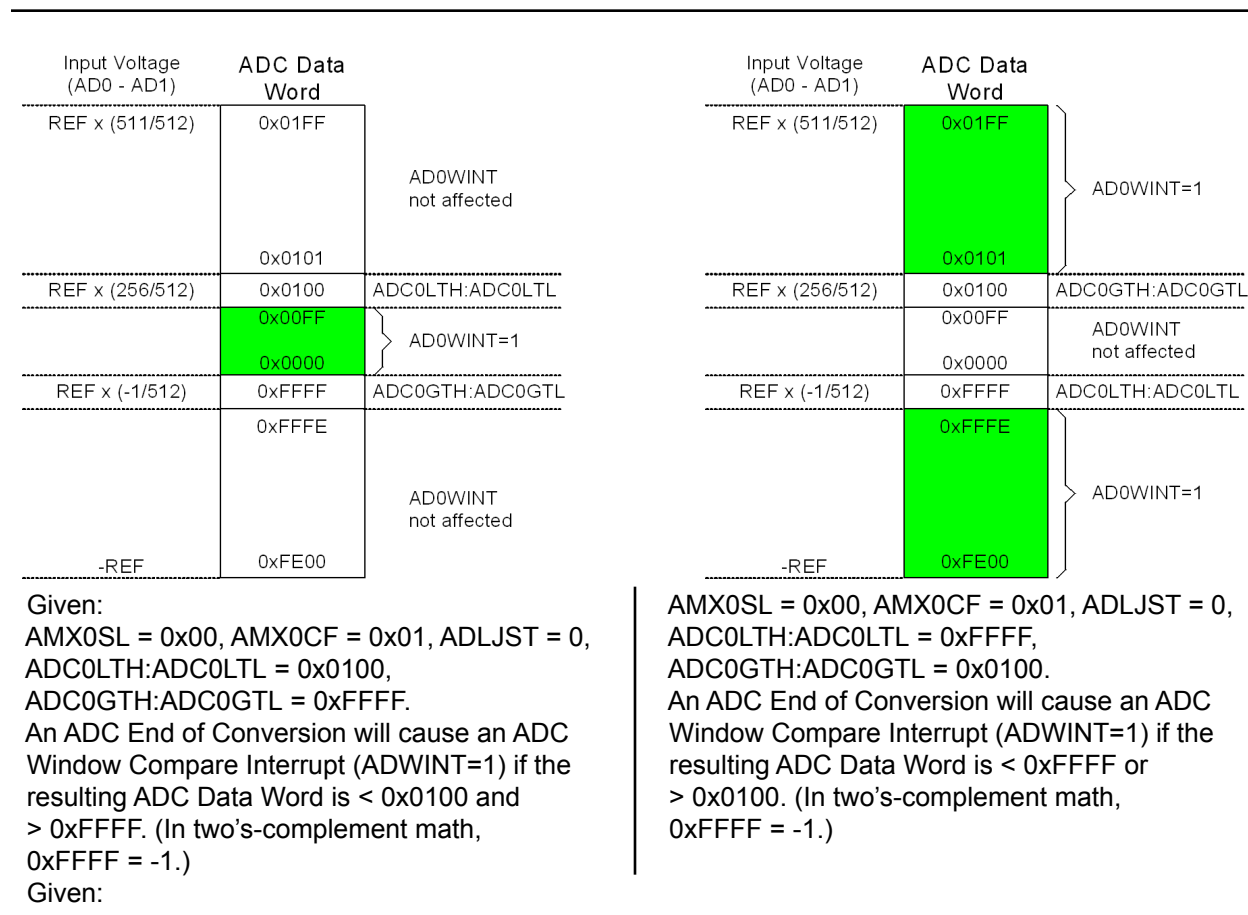 Input Voltage
(AD0 - AD1)
ADC Data
Word
REF x (511/512)
0x01FF
AD0WINT
not affected
0x0101
REF x (256/512)
0x0100
ADC0LTH:ADC0LTL
0x00FF
AD0WINT=1
0x0000
REF x (-1/512)
0xFFFF
ADC0GTH:ADC0GTL
0xFFFE
AD0WINT
not affected
-REF
0xFE00
Given:
AMX0SL = 0x00, AMX0CF = 0x01, ADLJST = 0,
ADC0LTH:ADC0LTL = 0x0100,
ADC0GTH:ADC0GTL = 0xFFFF.
An ADC End of Conversion will cause an ADC
Window Compare Interrupt (ADWINT=1) if the
resulting ADC Data Word is < 0x0100 and
> 0xFFFF. (In two's-complement math,
0xFFFF = -1.)
Given:
Input Voltage
(AD0 - AD1)
ADC Data
Word
REF x (511/512)
0x01FF
AD0WINT=1
0x0101
REF x (256/512)
0x0100
ADC0GTH:ADC0GTL
0x00FF
AD0WINT
not affected
0x0000
REF x (-1/512)
0xFFFF
ADC0LTH:ADC0LTL
0xFFFE
AD0WINT=1
-REF
0xFE00
AMX0SL = 0x00, AMX0CF = 0x01, ADLJST = 0,
ADC0LTH:ADC0LTL = 0xFFFF,
ADC0GTH:ADC0GTL = 0x0100.
An ADC End of Conversion will cause an ADC
Window Compare Interrupt (ADWINT=1) if the
resulting ADC Data Word is < 0xFFFF or
> 0x0100. (In two's-complement math,
0xFFFF = -1.)